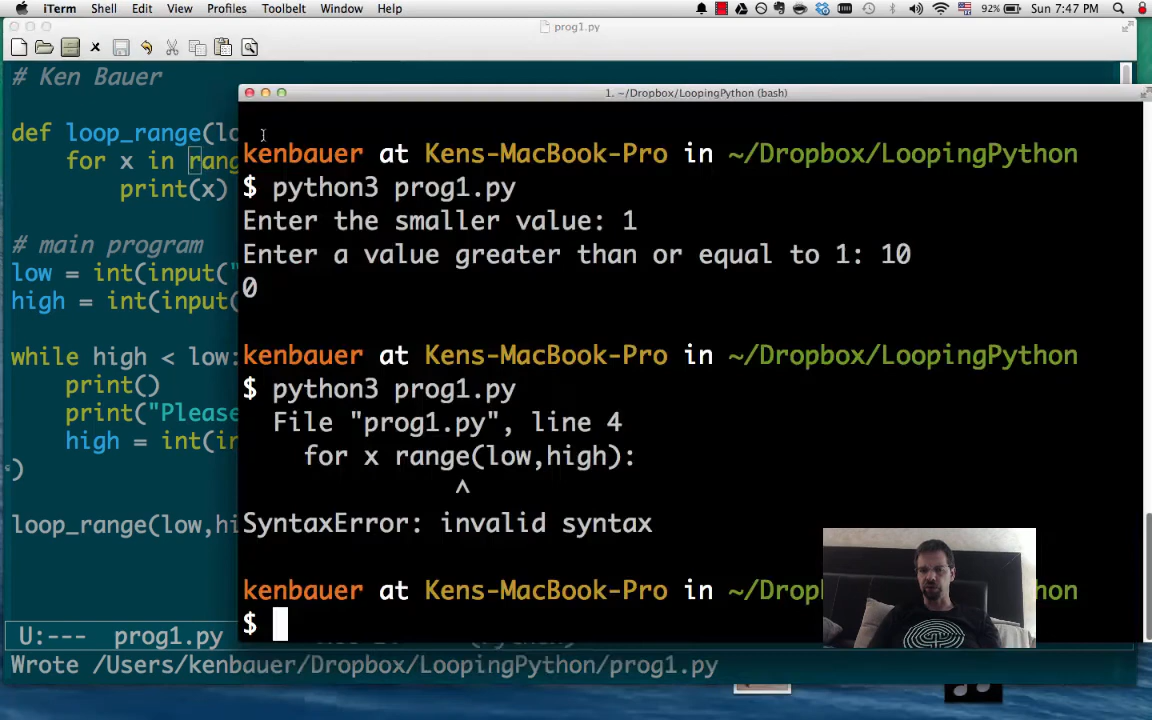 iTerm Shell Edit View Profiles Toolbelt Window Help 92% Sun 7:47 PM
prog1.py
# Ken Bauer
1. ~/Dropbox/LoopingPython (bash)
def loop_range(lo
for x in rang
print(x)
# main program
low = int(input("
high = int(input(
while high < low:
print()
print("Please
high = int(in
)
loop_range(low,hi
U:--- prog1.py
Wrote /Users/kenbauer/Dropbox/LoopingPython/prog1.py
kenbauer at Kens-MacBook-Pro in ~/Dropbox/LoopingPython
$ python3 prog1.py
Enter the smaller value: 1
Enter a value greater than or equal to 1: 10
0
kenbauer at Kens-MacBook-Pro in ~/Dropbox/LoopingPython
$ python3 prog1.py
File "prog1.py", line 4
for x range(low,high):
^
SyntaxError: invalid syntax
kenbauer at Kens-MacBook-Pro in ~/Drop thon
$